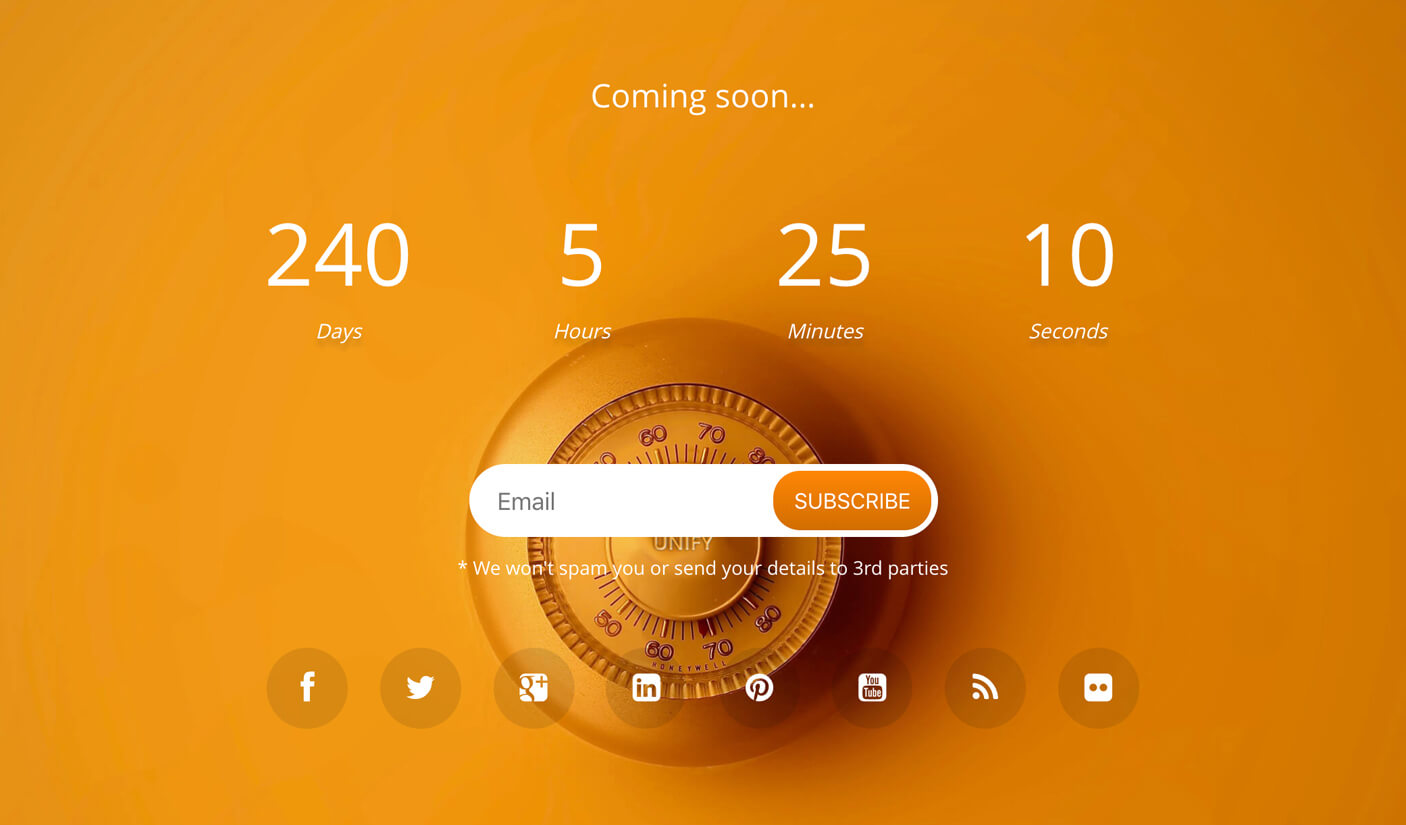 Coming soon...
240 5 25 10
Days Hours Minutes Seconds
60 70 80
Email SUBSCRIBE
UNIFY
* We won't spam you or send your details to 3rd parties
50 60 70 80
HONEYWELL
f g+ in You Tube